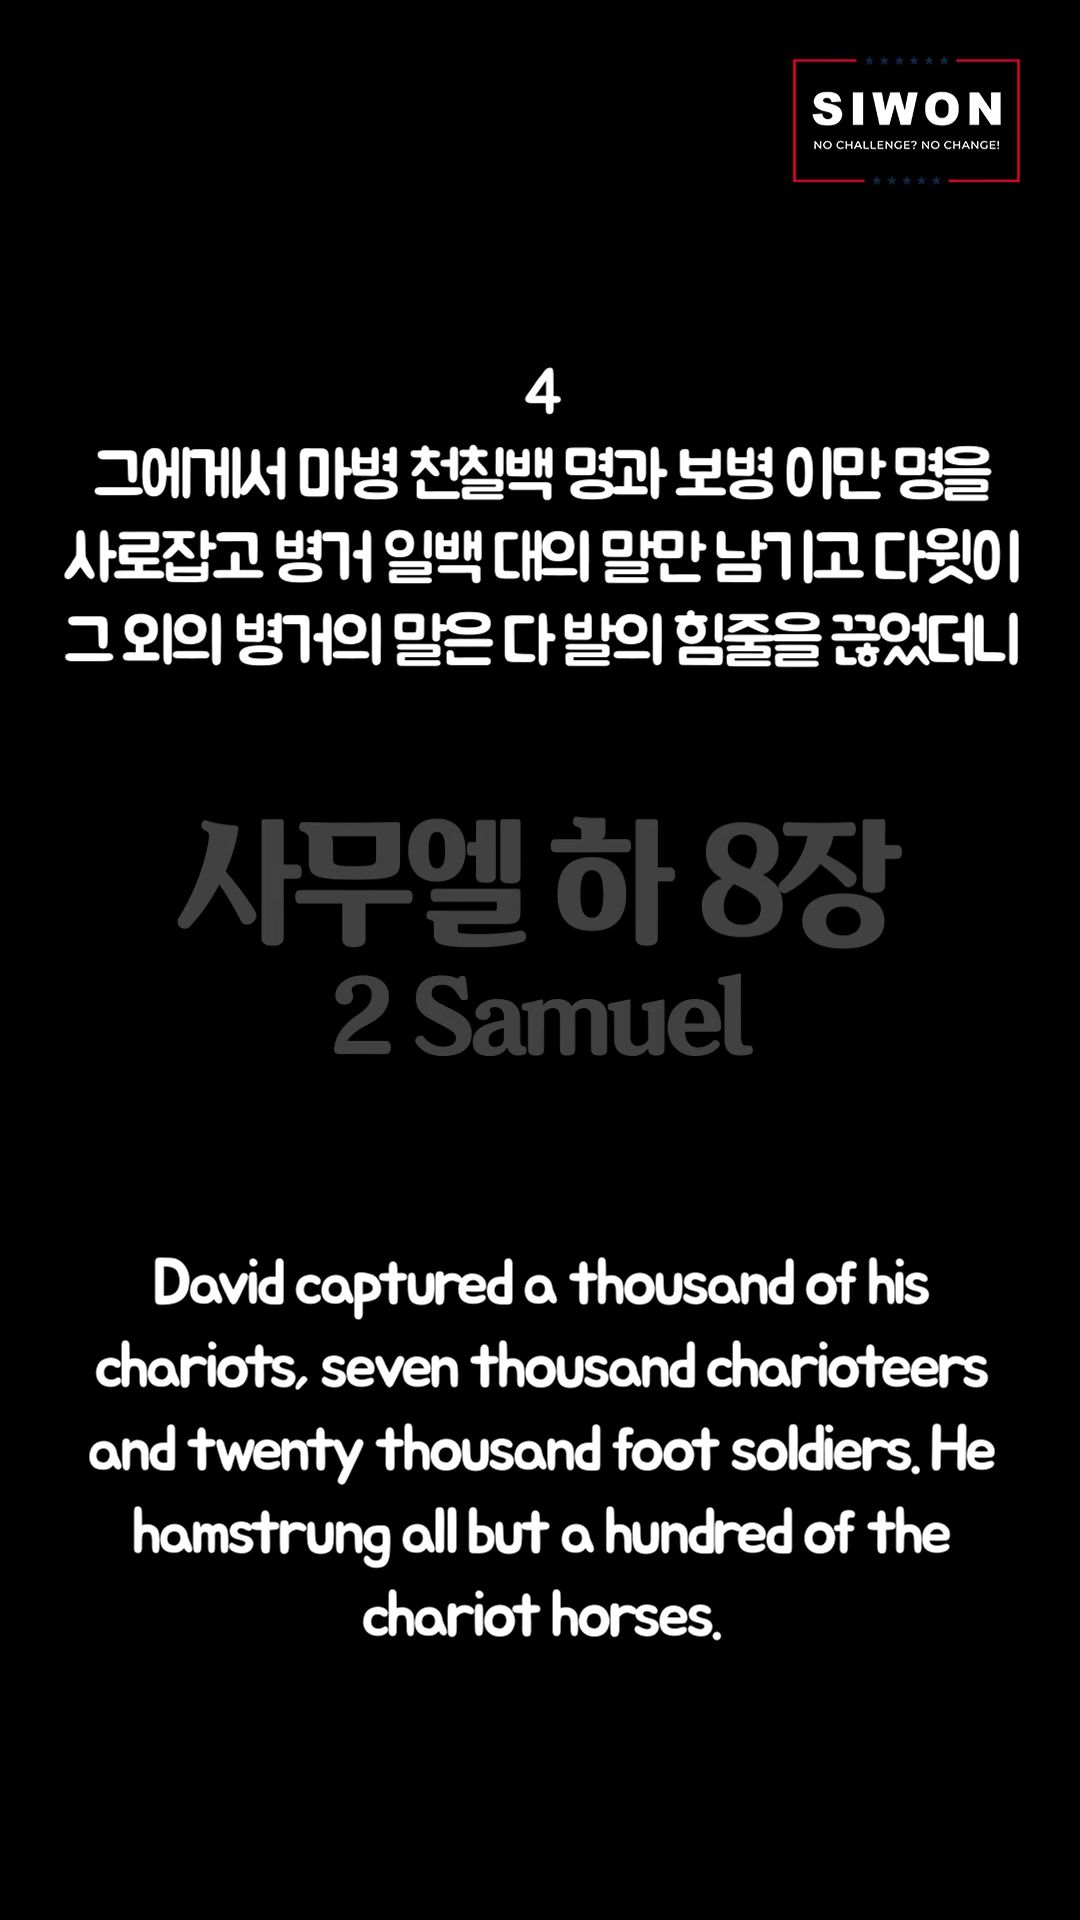 SIWON
NO CHALLENGE? NO CHANGE!
4
그에게서 마병 천칠백 명과 보병 이만 명을
사로잡고 병거 일백 대의 말만 남기고 다윗이
그 외의 병거의 말은 다 발의 힘줄을 끊었더니
사무엘 하 8장
2 Samuel
David captured a thousand of his
chariots, seven thousand charioteers
and twenty thousand foot soldiers. He
hamstrung all but a hundred of the
chariot horses.